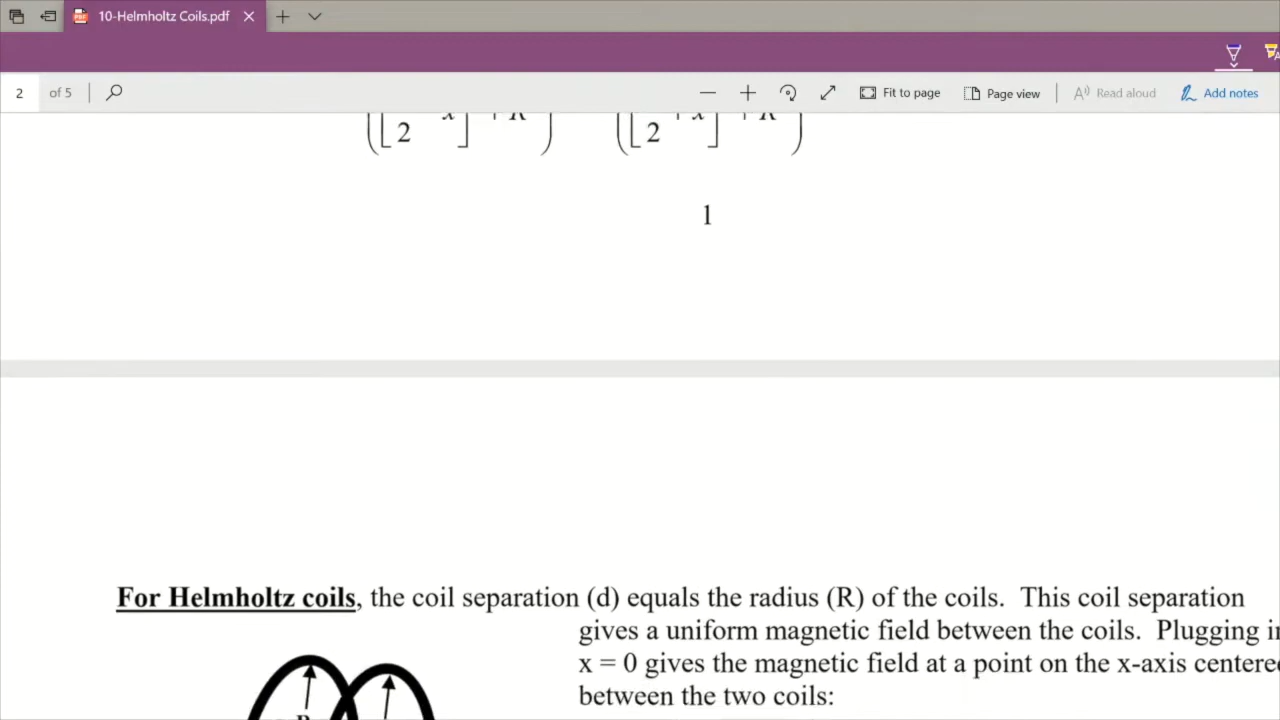 10-Helmholtz Coils.pdf
2 of 5
Fit to page
Page view
Read aloud
Add notes
2 x 2 + x
1
For Helmholtz coils, the coil separation (d) equals the radius (R) of the coils. This coil separation
gives a uniform magnetic field between the coils. Plugging in
x = 0 gives the magnetic field at a point on the x-axis centered
between the two coils: